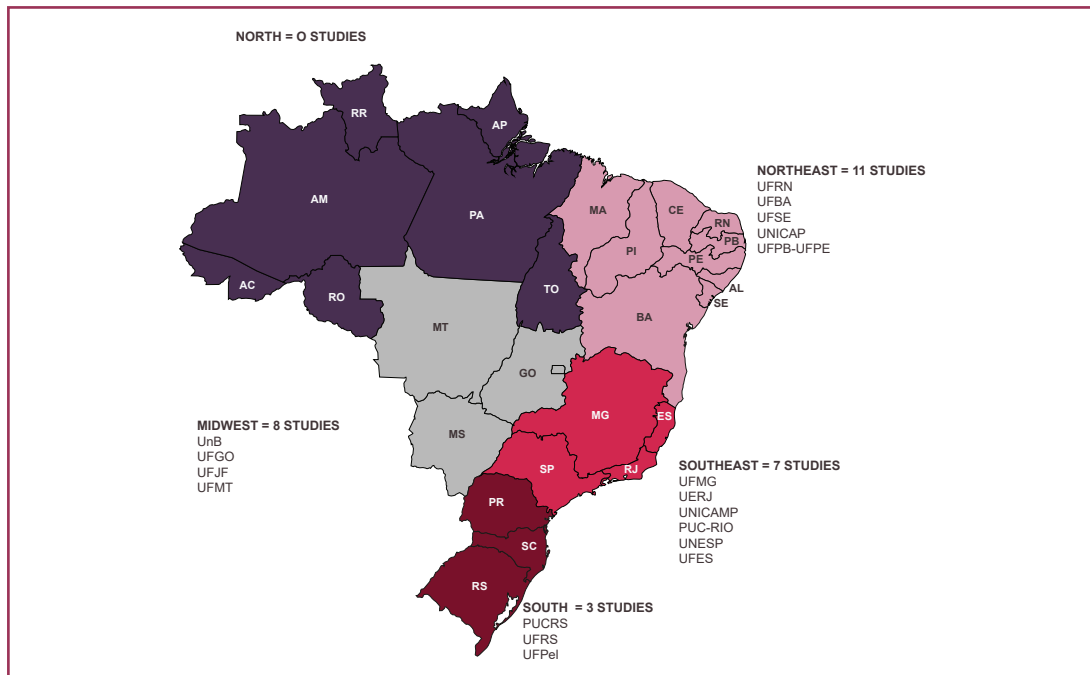 NORTH = O STUDIES
RR
AP
AM
PA
MA
CE
RN
PB
PI
PE
AL
SE
AC
RO
TO
BA
MT
GO
MG
ES
MS
SP
RJ
PR
SC
RS
NORTHEAST = 11 STUDIES
UFRN
UFBA
UFSE
UNICAP
UFPB-UFPE
MIDWEST = 8 STUDIES
UnB
UFGO
UFJF
UFMT
SOUTHEAST = 7 STUDIES
UFMG
UERJ
UNICAMP
PUC-RIO
UNESP
UFES
SOUTH = 3 STUDIES
PUCRS
UFRS
UFPel